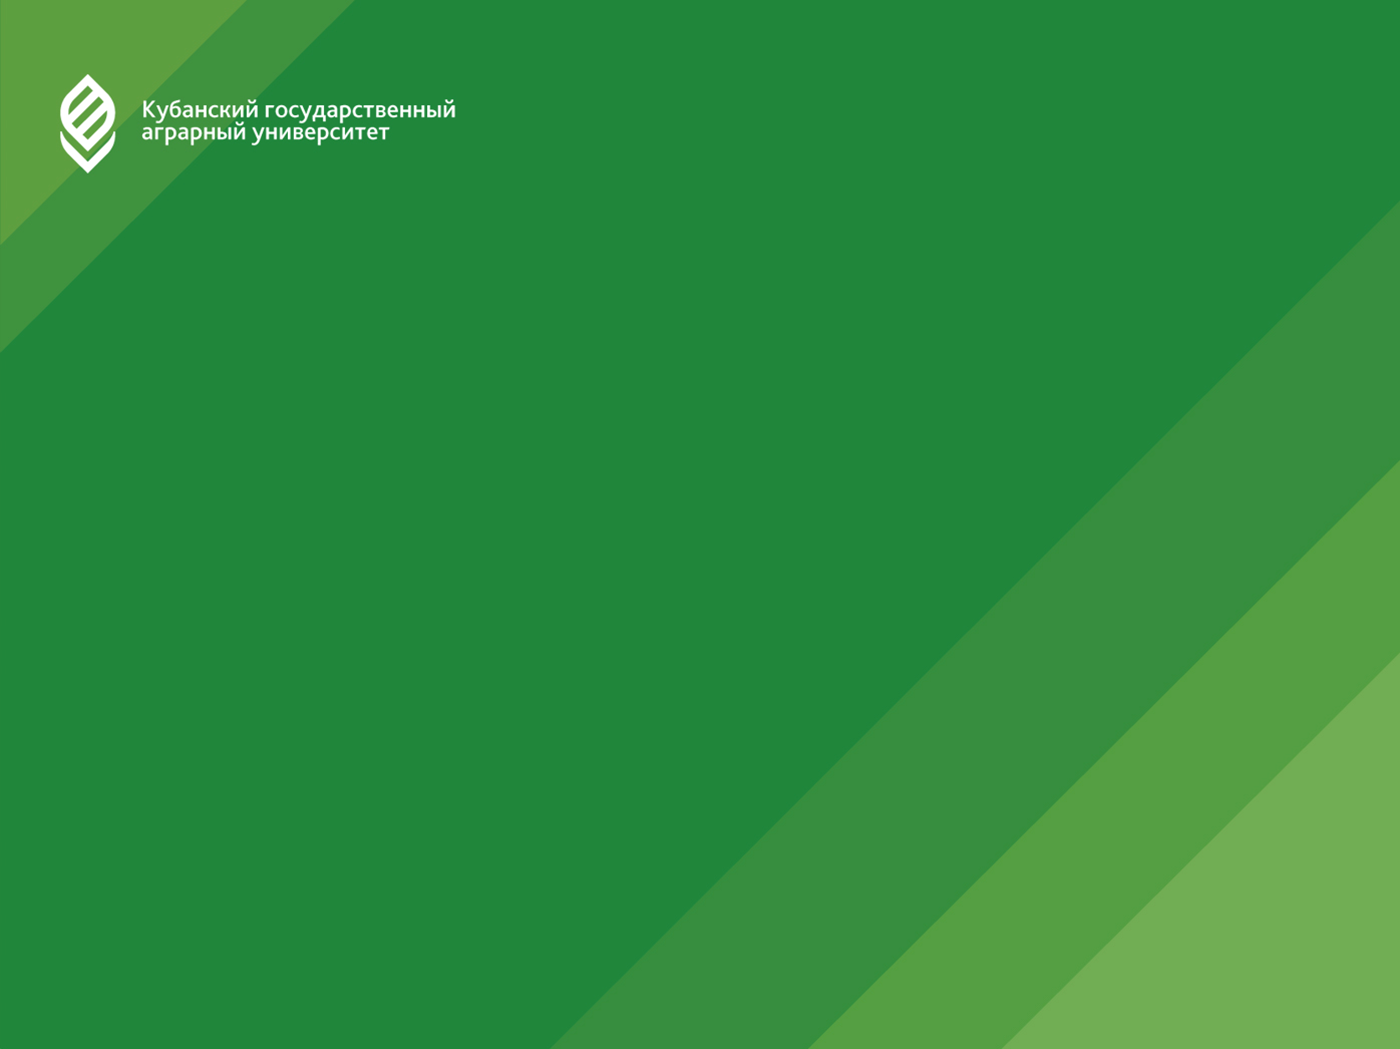 Кубанский государственный
аграрный университет